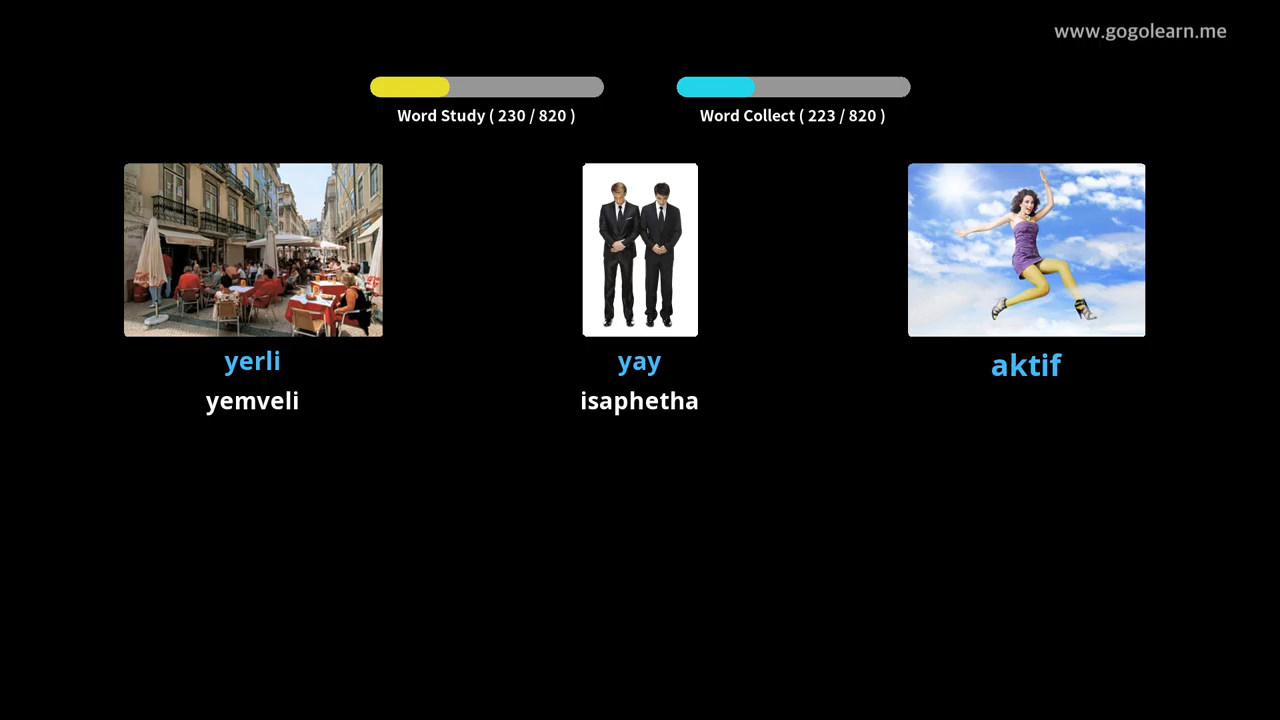 www.gogolearn.me
Word Study ( 230 / 820 )
Word Collect ( 223 / 820 )
yerli
yemveli
yay
isaphetha
aktif